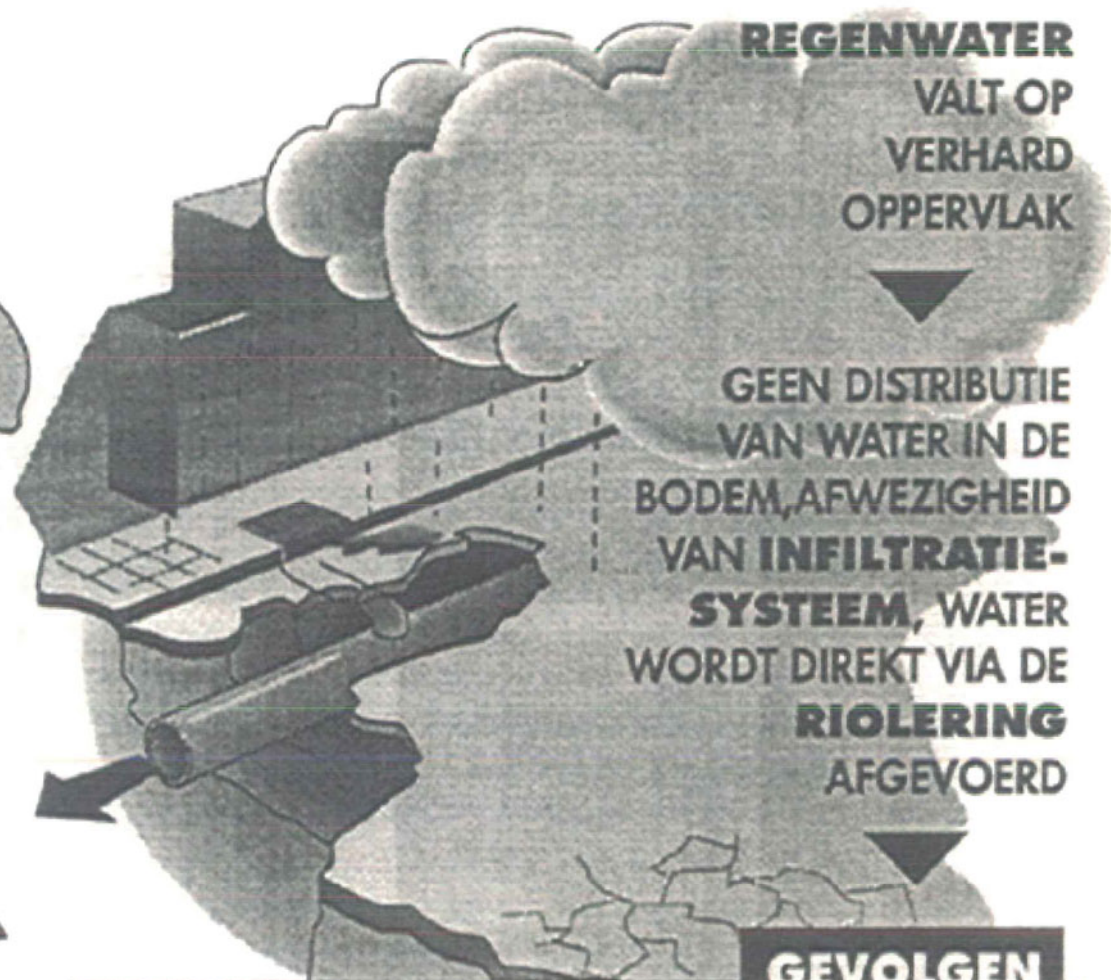 REGENWATER
VALT OP
VERHARD
OPPERVLAK
GEEN DISTRIBUTIE
VAN WATER IN DE
BODEM,AFWEZIGHEID
VAN INFILTRATIE-
SYSTEEM, WATER
WORDT DIREKT VIA DE
RIOLERING
AFGEVOERD
GEVOLGEN